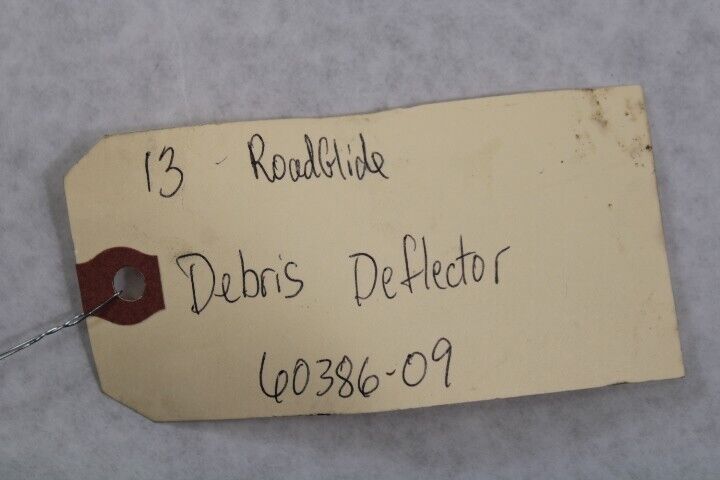 13 - RoadGlide
Debris Deflector
60386-09